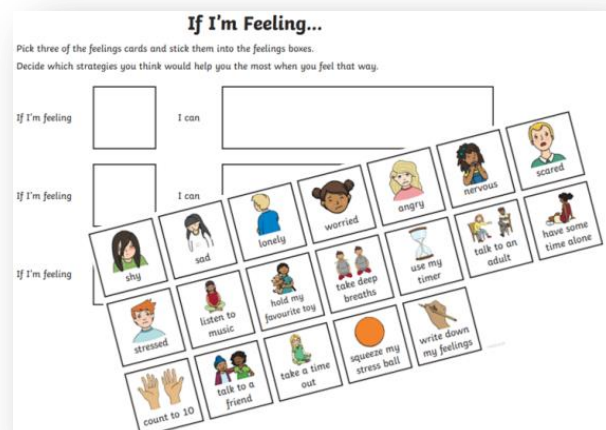 If I'm Feeling...
Pick three of the feelings cards and stick them into the feelings boxes.
Decide which strategies you think would help you the most when you feel that way.
If I'm feeling
I can
If I'm feeling
I can
If I'm feeling
shy
sad
lonely
worried
angry
nervous
scared
stressed
listen to
music
hold my
favourite toy
take deep
breaths
use my
timer
talk to an
adult
have some
time alone
count to 10
talk to a
friend
take a time
out
squeeze my
stress ball
write down
my feelings